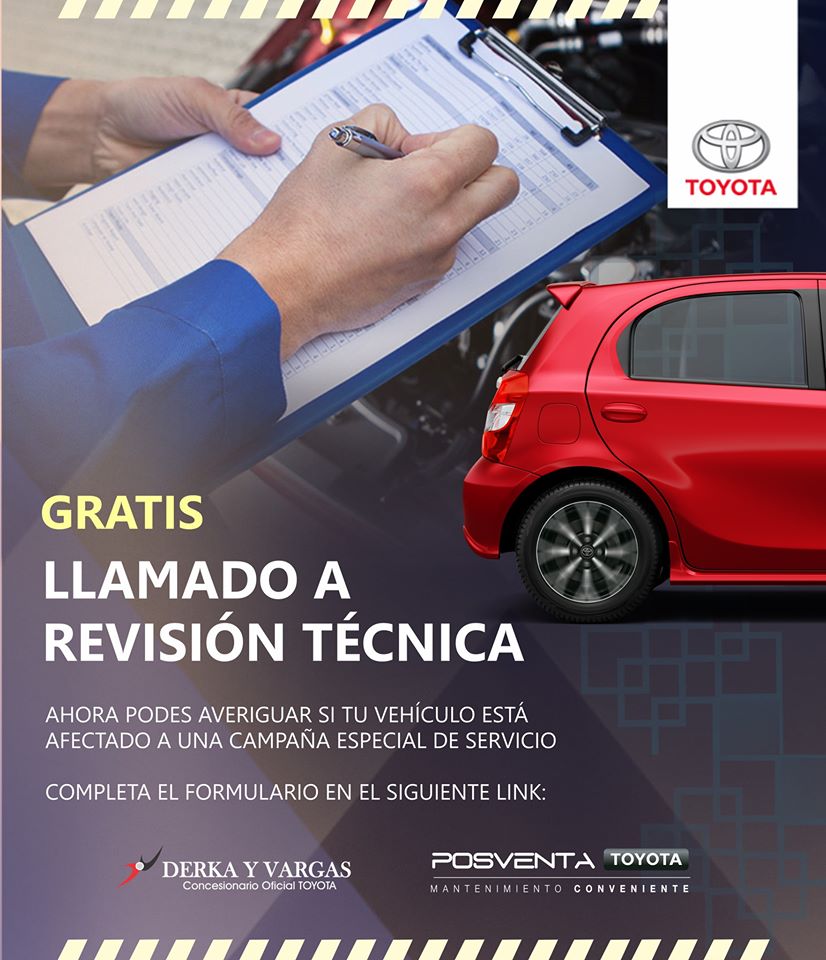 TOYOTA
GRATIS
LLAMADO A
REVISIÓN TÉCNICA
AHORA PODES AVERIGUAR SI TU VEHÍCULO ESTÁ
AFECTADO A UNA CAMPAÑA ESPECIAL DE SERVICIO
COMPLETA EL FORMULARIO EN EL SIGUIENTE LINK:
DERKA Y VARGAS
Concesionario Oficial TOYOTA
POSVENTA TOYOTA
MANTENIMIENTO CONVENIENTE